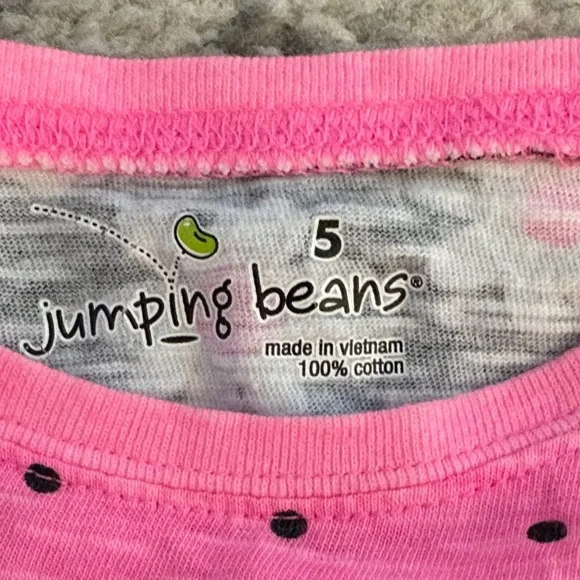 5
jumping beans®
made in vietnam
100% cotton